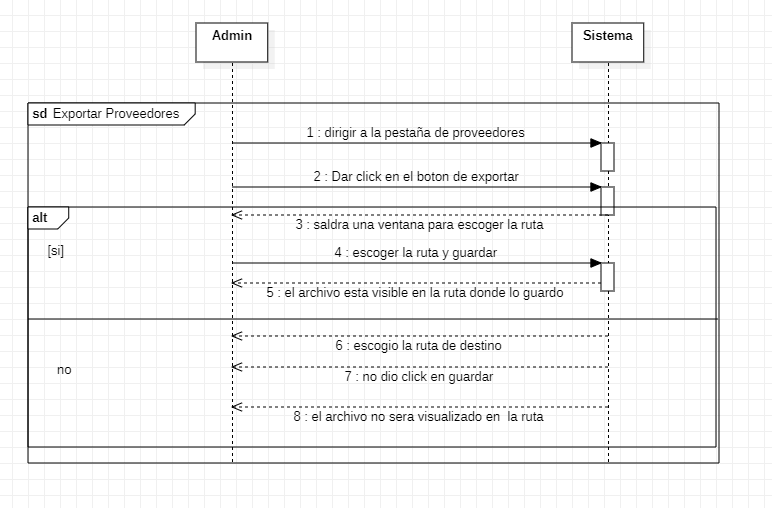 Admin
Sistema
sd Exportar Proveedores
1 : dirigir a la pestaña de proveedores
2 : Dar click en el boton de exportar
alt
3 : saldra una ventana para escoger la ruta
[si]
4 : escoger la ruta y guardar
5 : el archivo esta visible en la ruta donde lo guardo
6 : escogio la ruta de destino
no
7 : no dio click en guardar
8 : el archivo no sera visualizado en la ruta